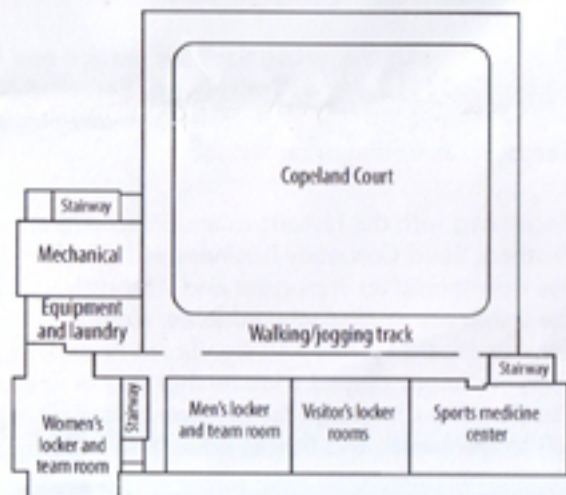 Copeland Court
Stairway
Mechanical
Equipment
and laundry
Walking/jogging track
Stairway
Women's
locker and
team room
Stairway
Men's locker
and team room
Visitor's locker
rooms
Sports medicine
center